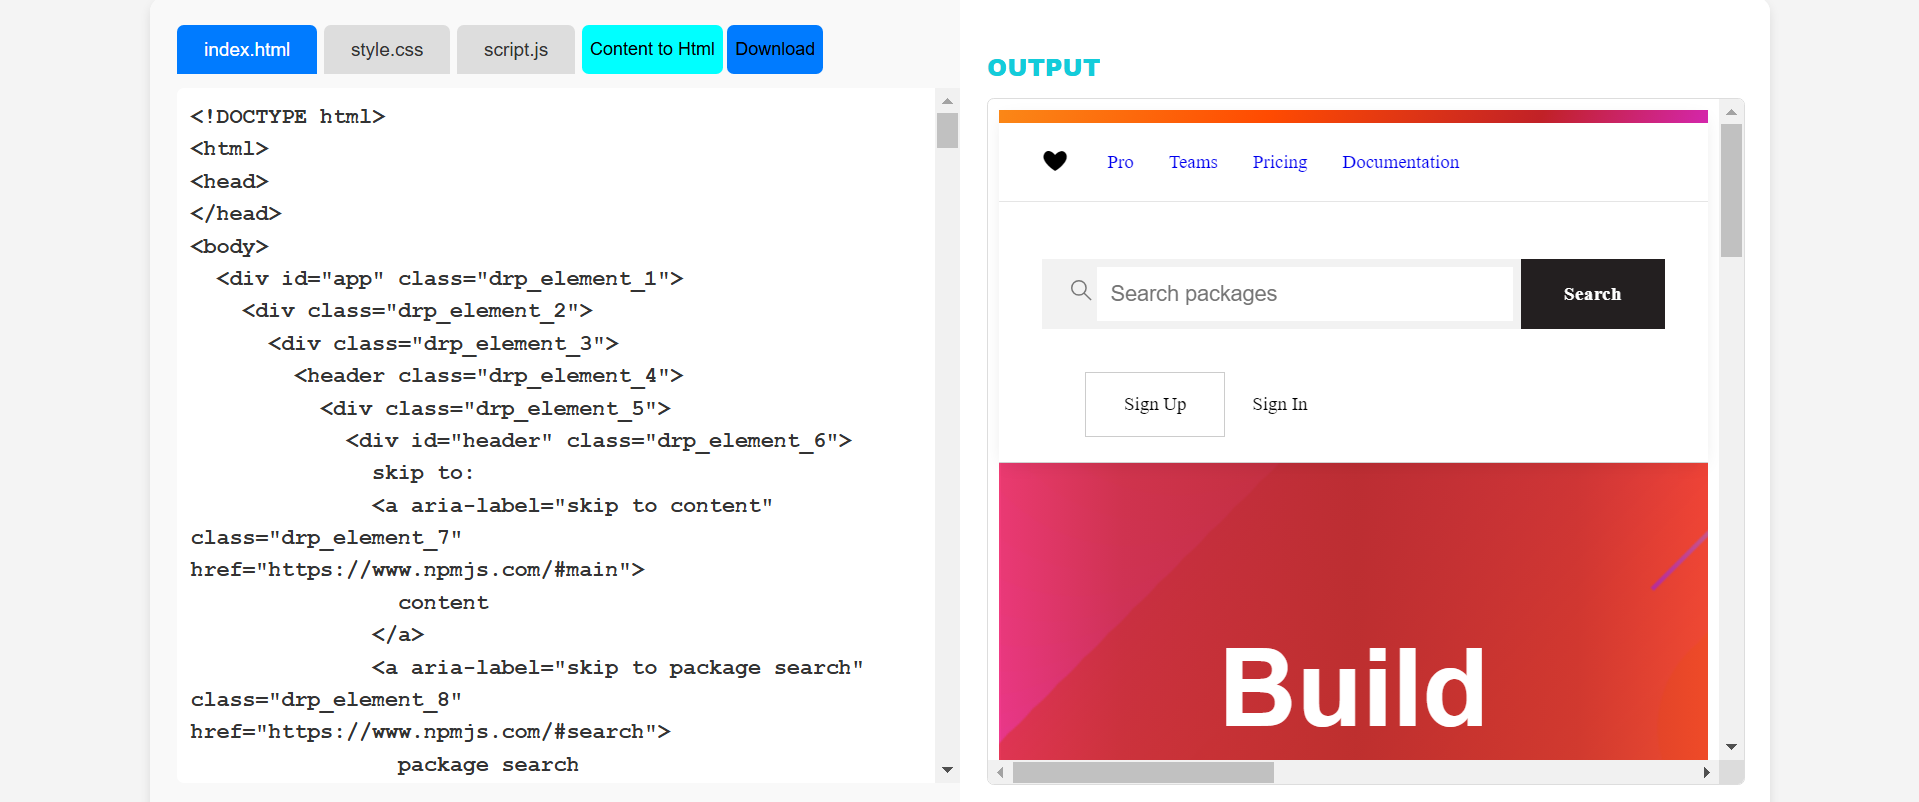 index.html style.css script.js Content to Html Download
<!DOCTYPE html>
<html>
<head>
</head>
<body>
<div id="app" class="drp_element_1">
<div class="drp_element_2">
<div class="drp_element_3">
<header class="drp_element_4">
<div class="drp_element_5">
<div id="header" class="drp_element_6">
skip to:
<a aria-label="skip to content"
class="drp_element_7"
href="https://www.npmjs.com/#main">
content
</a>
<a aria-label="skip to package search"
class="drp_element_8"
href="https://www.npmjs.com/#search">
package search
OUTPUT
Pro Teams Pricing Documentation
Search packages Search
Sign Up Sign In
Build